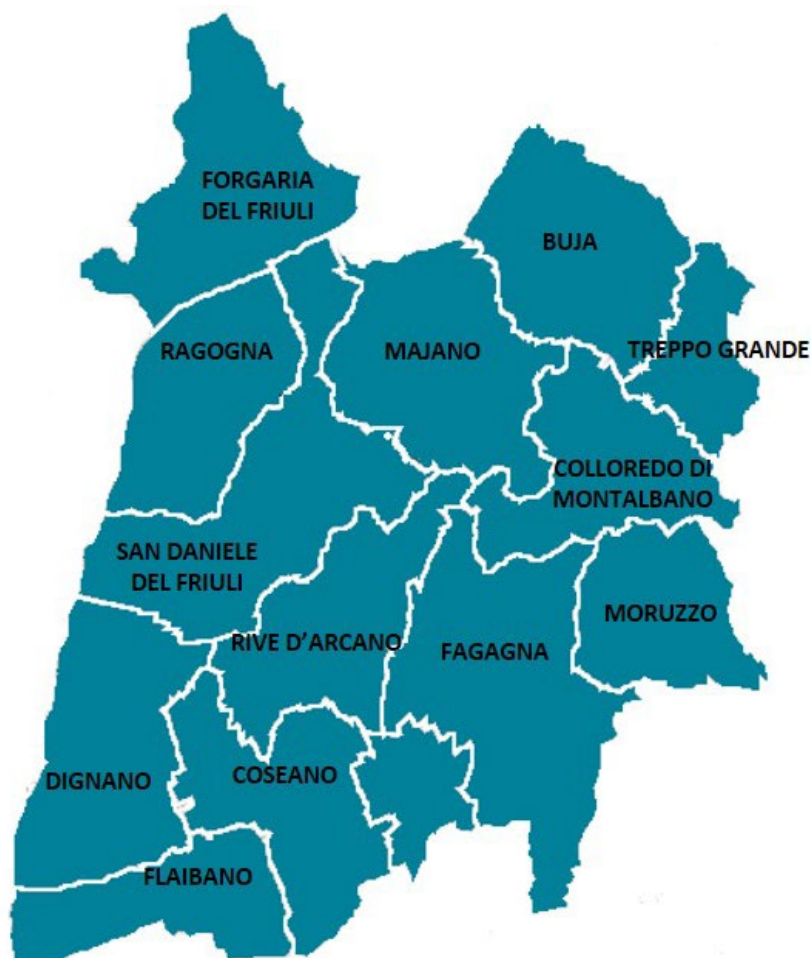 FORGARIA
DEL FRIULI
BUJA
RAGOGNA
MAJANO
TREPPO GRANDE
COLLOREDO DI
MONTALBANO
SAN DANIELE
DEL FRIULI
RIVE D'ARCANO
FAGAGNA
MORUZZO
DIGNANO
COSEANO
FLAIBANO